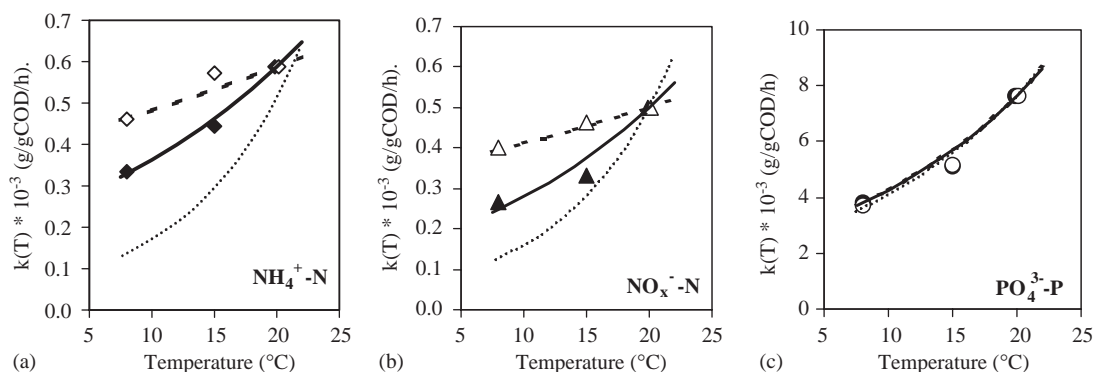 k(T) * 10⁻³ (g/gCOD/h).
0.7
0.6
0.5
0.4
0.3
0.2
0.1
0.0
5 10 15 20 25
NH₄⁺-N
(a) Temperature (°C)
k(T) * 10⁻³ (g/gCOD/h).
0.7
0.6
0.5
0.4
0.3
0.2
0.1
0.0
5 10 15 20 25
NOₓ⁻-N
(b) Temperature (°C)
k(T) * 10⁻³ (g/gCOD/h)
10
8
6
4
2
0
5 10 15 20 25
PO₄³⁻-P
(c) Temperature (°C)